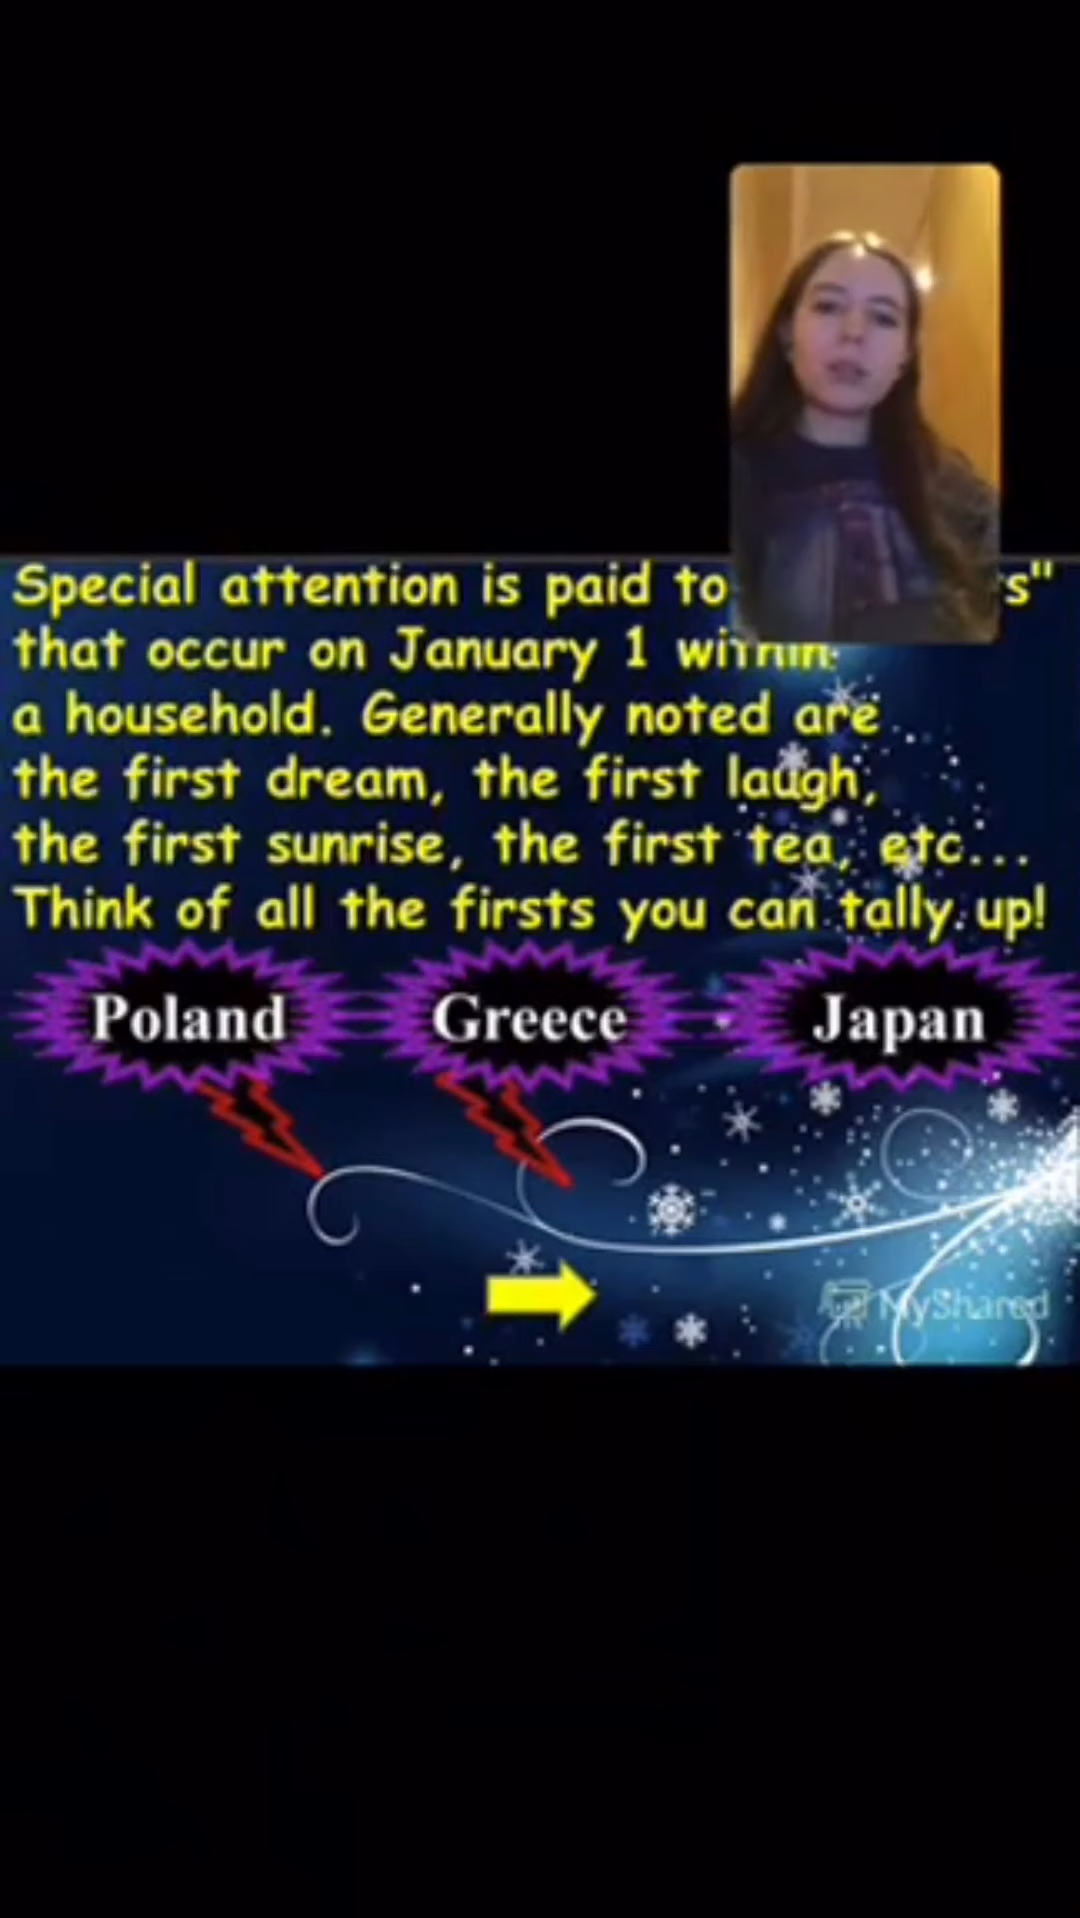 Special attention is paid to s"
that occur on January 1 within
a household. Generally noted are
the first dream, the first laugh,
the first sunrise, the first tea, etc...
Think of all the firsts you can tally up!
Poland Greece Japan
MyShared